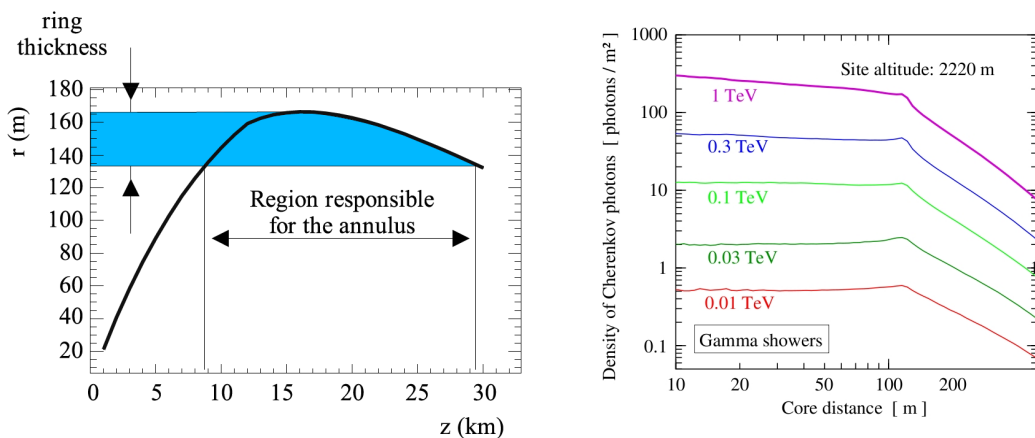 ring
thickness
180
160
140
120
100
80
60
40
20
r (m)
Region responsible
for the annulus
0 5 10 15 20 25 30
z (km)
1000
100
10
1
0.1
Density of Cherenkov photons [ photons / m² ]
Site altitude: 2220 m
1 TeV
0.3 TeV
0.1 TeV
0.03 TeV
0.01 TeV
Gamma showers
10 20 50 100 200
Core distance [ m ]